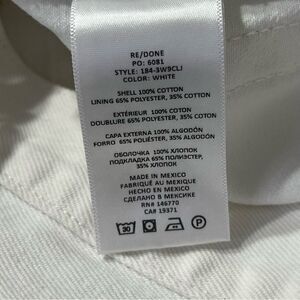 RE/DONE
PO: 6081
STYLE: 184-3W9CLJ
COLOR: WHITE
SHELL 100% COTTON
LINING 65% POLYESTER, 35% COTTON
EXTÉRIEUR 100% COTON
DOUBLURE 65% POLYESTER, 35% COTON
CAPA EXTERNA 100% ALGODÓN
FORRO 65% POLIÉSTER, 35% ALGODÓN
ОБОЛОЧКА 100% ХЛОПОК
ПОДКЛАДКА 65% ПОЛИЭСТЕР,
35% ХЛОПОК
MADE IN MEXICO
FABRIQUÉ AU MEXIQUE
HECHO EN MEXICO
СДЕЛАНО В МЕКСИКЕ
RN# 146770
CA# 19371
30
P